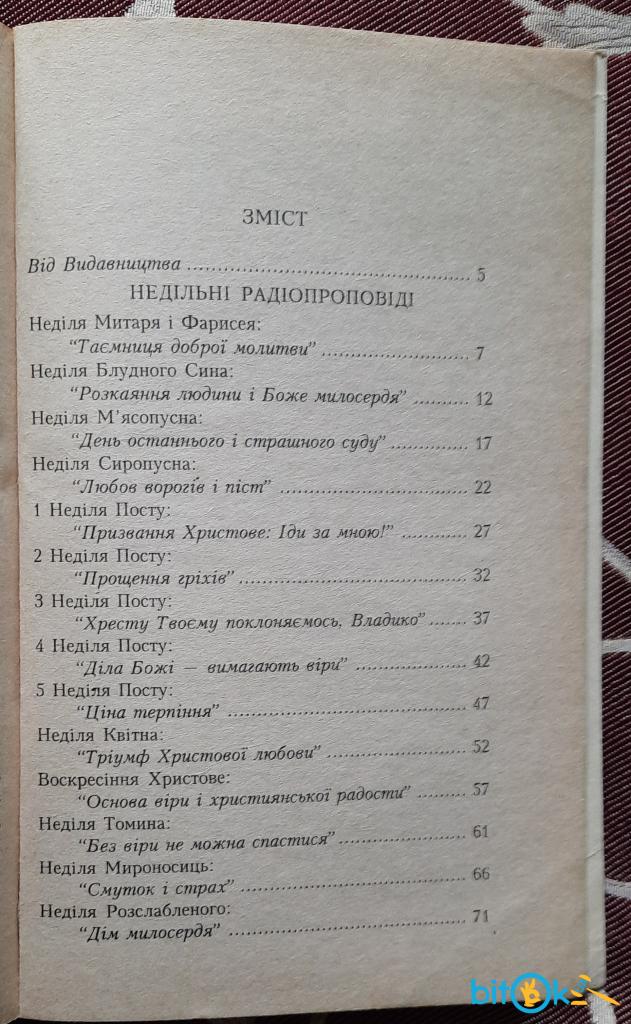 ЗМІСТ
Від Видавництва ........................................ 5
НЕДІЛЬНІ РАДІОПРОПОВІДІ
Неділя Митаря і Фарисея:
“Таємниця доброї молитви” ..................... 7
Неділя Блудного Сина:
“Розкаяння людини і Боже милосердя” .......... 12
Неділя М’ясопусна:
“День останнього і страшного суду” ........... 17
Неділя Сиропусна:
“Любов ворогів і піст” ........................... 22
1 Неділя Посту:
“Призвання Христове: Іди за мною!” ........... 27
2 Неділя Посту:
“Прощення гріхів” ................................. 32
3 Неділя Посту:
“Хресту Твоєму поклоняємось, Владико” ....... 37
4 Неділя Посту:
“Діла Божі — вимагають віри” ................. 42
5 Неділя Посту:
“Ціна терпіння” ................................... 47
Неділя Квітна:
“Тріумф Христової любови” ..................... 52
Воскресіння Христове:
“Основа віри і християнської радости” ......... 57
Неділя Томина:
“Без віри не можна спастися” ................... 61
Неділя Мироносиць:
“Смуток і страх” .................................. 66
Неділя Розслабленого:
“Дім милосердя” ................................... 71
bitOk